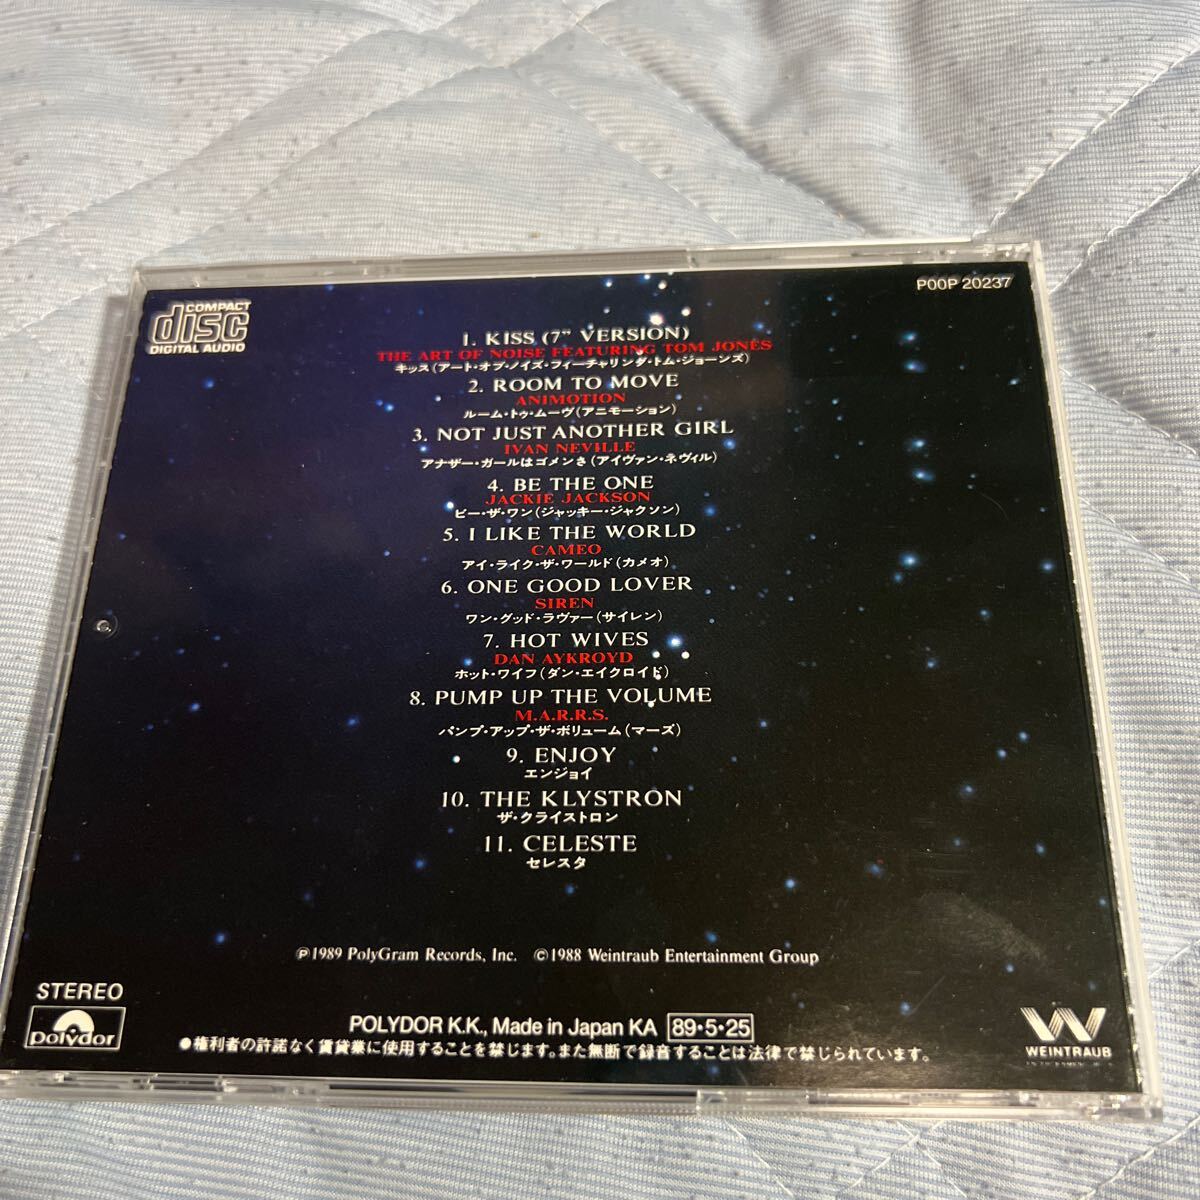 COMPACT
disc
DIGITAL AUDIO
P00P 20237
1. KISS (7" VERSION)
THE ART OF NOISE FEATURING TOM JONES
キッス(アート・オブ・ノイズ・フィーチャリング・トム・ジョーンズ)
2. ROOM TO MOVE
ANIMOTION
ルーム・トゥ・ムーヴ(アニモーション)
3. NOT JUST ANOTHER GIRL
IVAN NEVILLE
アナザー・ガールはゴメンさ(アイヴァン・ネヴィル)
4. BE THE ONE
JACKIE JACKSON
ビー・ザ・ワン(ジャッキー・ジャクソン)
5. I LIKE THE WORLD
CAMEO
アイ・ライク・ザ・ワールド(カメオ)
6. ONE GOOD LOVER
SIREN
ワン・グッド・ラヴァー(サイレン)
7. HOT WIVES
DAN AYKROYD
ホット・ワイフ(ダン・エイクロイド)
8. PUMP UP THE VOLUME
M.A.R.R.S.
パンプ・アップ・ザ・ボリューム(マーズ)
9. ENJOY
エンジョイ
10. THE KLYSTRON
ザ・クライストロン
11. CELESTE
セレスタ
℗1989 PolyGram Records, Inc. ©1988 Weintraub Entertainment Group
STEREO
polydor
POLYDOR K.K., Made in Japan KA 89・5・25
●権利者の許諾なく賃貸業に使用することを禁じます。また無断で録音することは法律で禁じられています。
W
WEINTRAUB